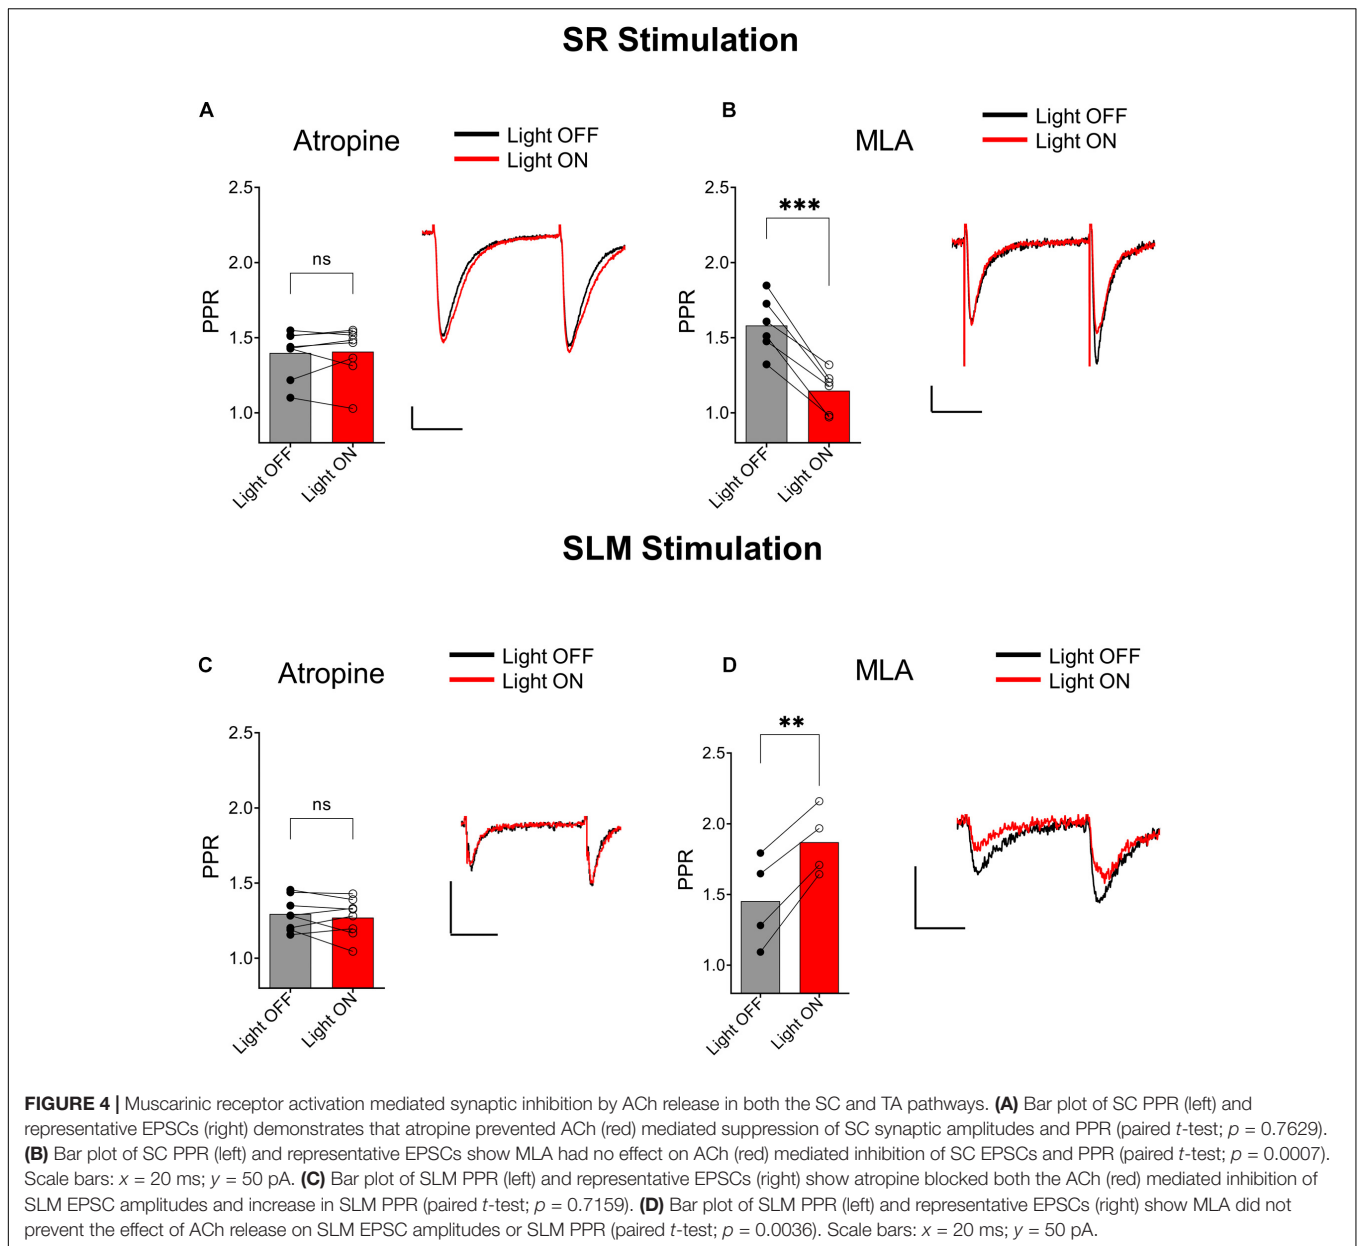 SR Stimulation
A
Atropine
Light OFF
Light ON
2.5
2.0
1.5
1.0
PPR
ns
Light OFF
Light ON
B
MLA
Light OFF
Light ON
2.5
2.0
1.5
1.0
PPR
***
Light OFF
Light ON
SLM Stimulation
C
Atropine
Light OFF
Light ON
2.5
2.0
1.5
1.0
PPR
ns
Light OFF
Light ON
D
MLA
Light OFF
Light ON
2.5
2.0
1.5
1.0
PPR
**
Light OFF
Light ON
FIGURE 4 | Muscarinic receptor activation mediated synaptic inhibition by ACh release in both the SC and TA pathways. (A) Bar plot of SC PPR (left) and
representative EPSCs (right) demonstrates that atropine prevented ACh (red) mediated suppression of SC synaptic amplitudes and PPR (paired t-test; p = 0.7629).
(B) Bar plot of SC PPR (left) and representative EPSCs show MLA had no effect on ACh (red) mediated inhibition of SC EPSCs and PPR (paired t-test; p = 0.0007).
Scale bars: x = 20 ms; y = 50 pA. (C) Bar plot of SLM PPR (left) and representative EPSCs (right) show atropine blocked both the ACh (red) mediated inhibition of
SLM EPSC amplitudes and increase in SLM PPR (paired t-test; p = 0.7159). (D) Bar plot of SLM PPR (left) and representative EPSCs (right) show MLA did not
prevent the effect of ACh release on SLM EPSC amplitudes or SLM PPR (paired t-test; p = 0.0036). Scale bars: x = 20 ms; y = 50 pA.